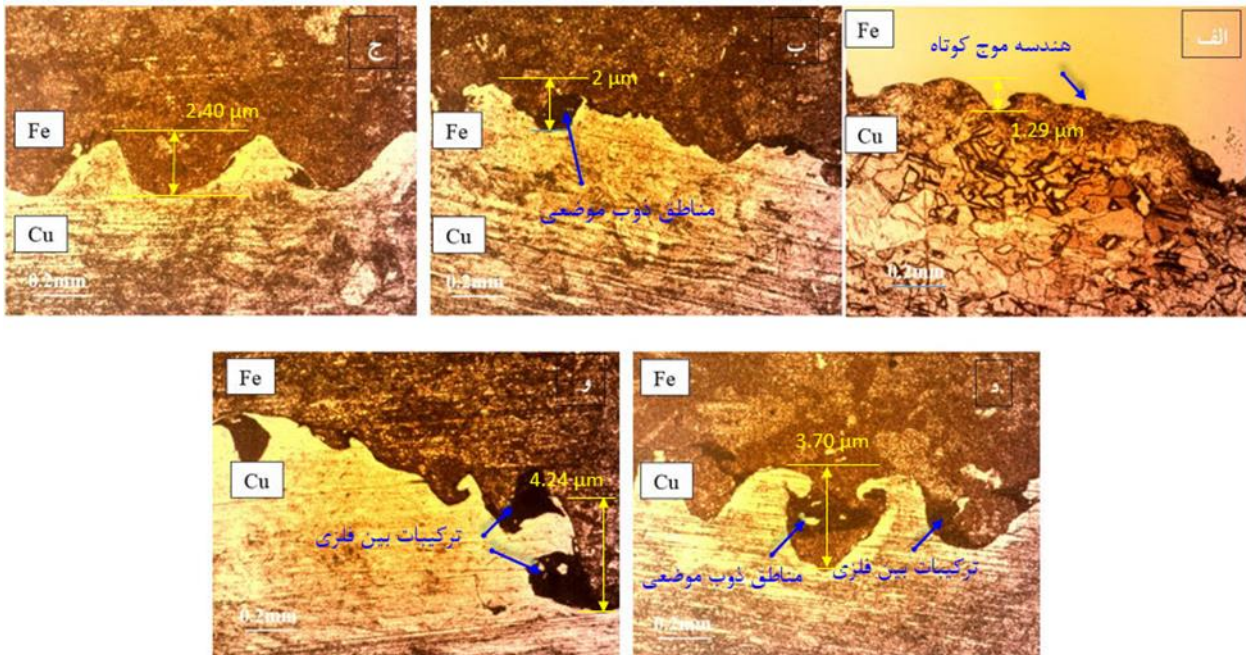 الف
Fe
هندسه موج کوتاه
1.29 μm
Cu
0.2mm
ب
2 μm
Fe
مناطق ذوب موضعی
Cu
0.2mm
ج
2.40 μm
Fe
Cu
0.2mm
د
Fe
3.70 μm
Cu
ترکیبات بین فلزی
مناطق ذوب موضعی
0.2mm
و
Fe
Cu
4.24 μm
ترکیبات بین فلزی
0.2mm